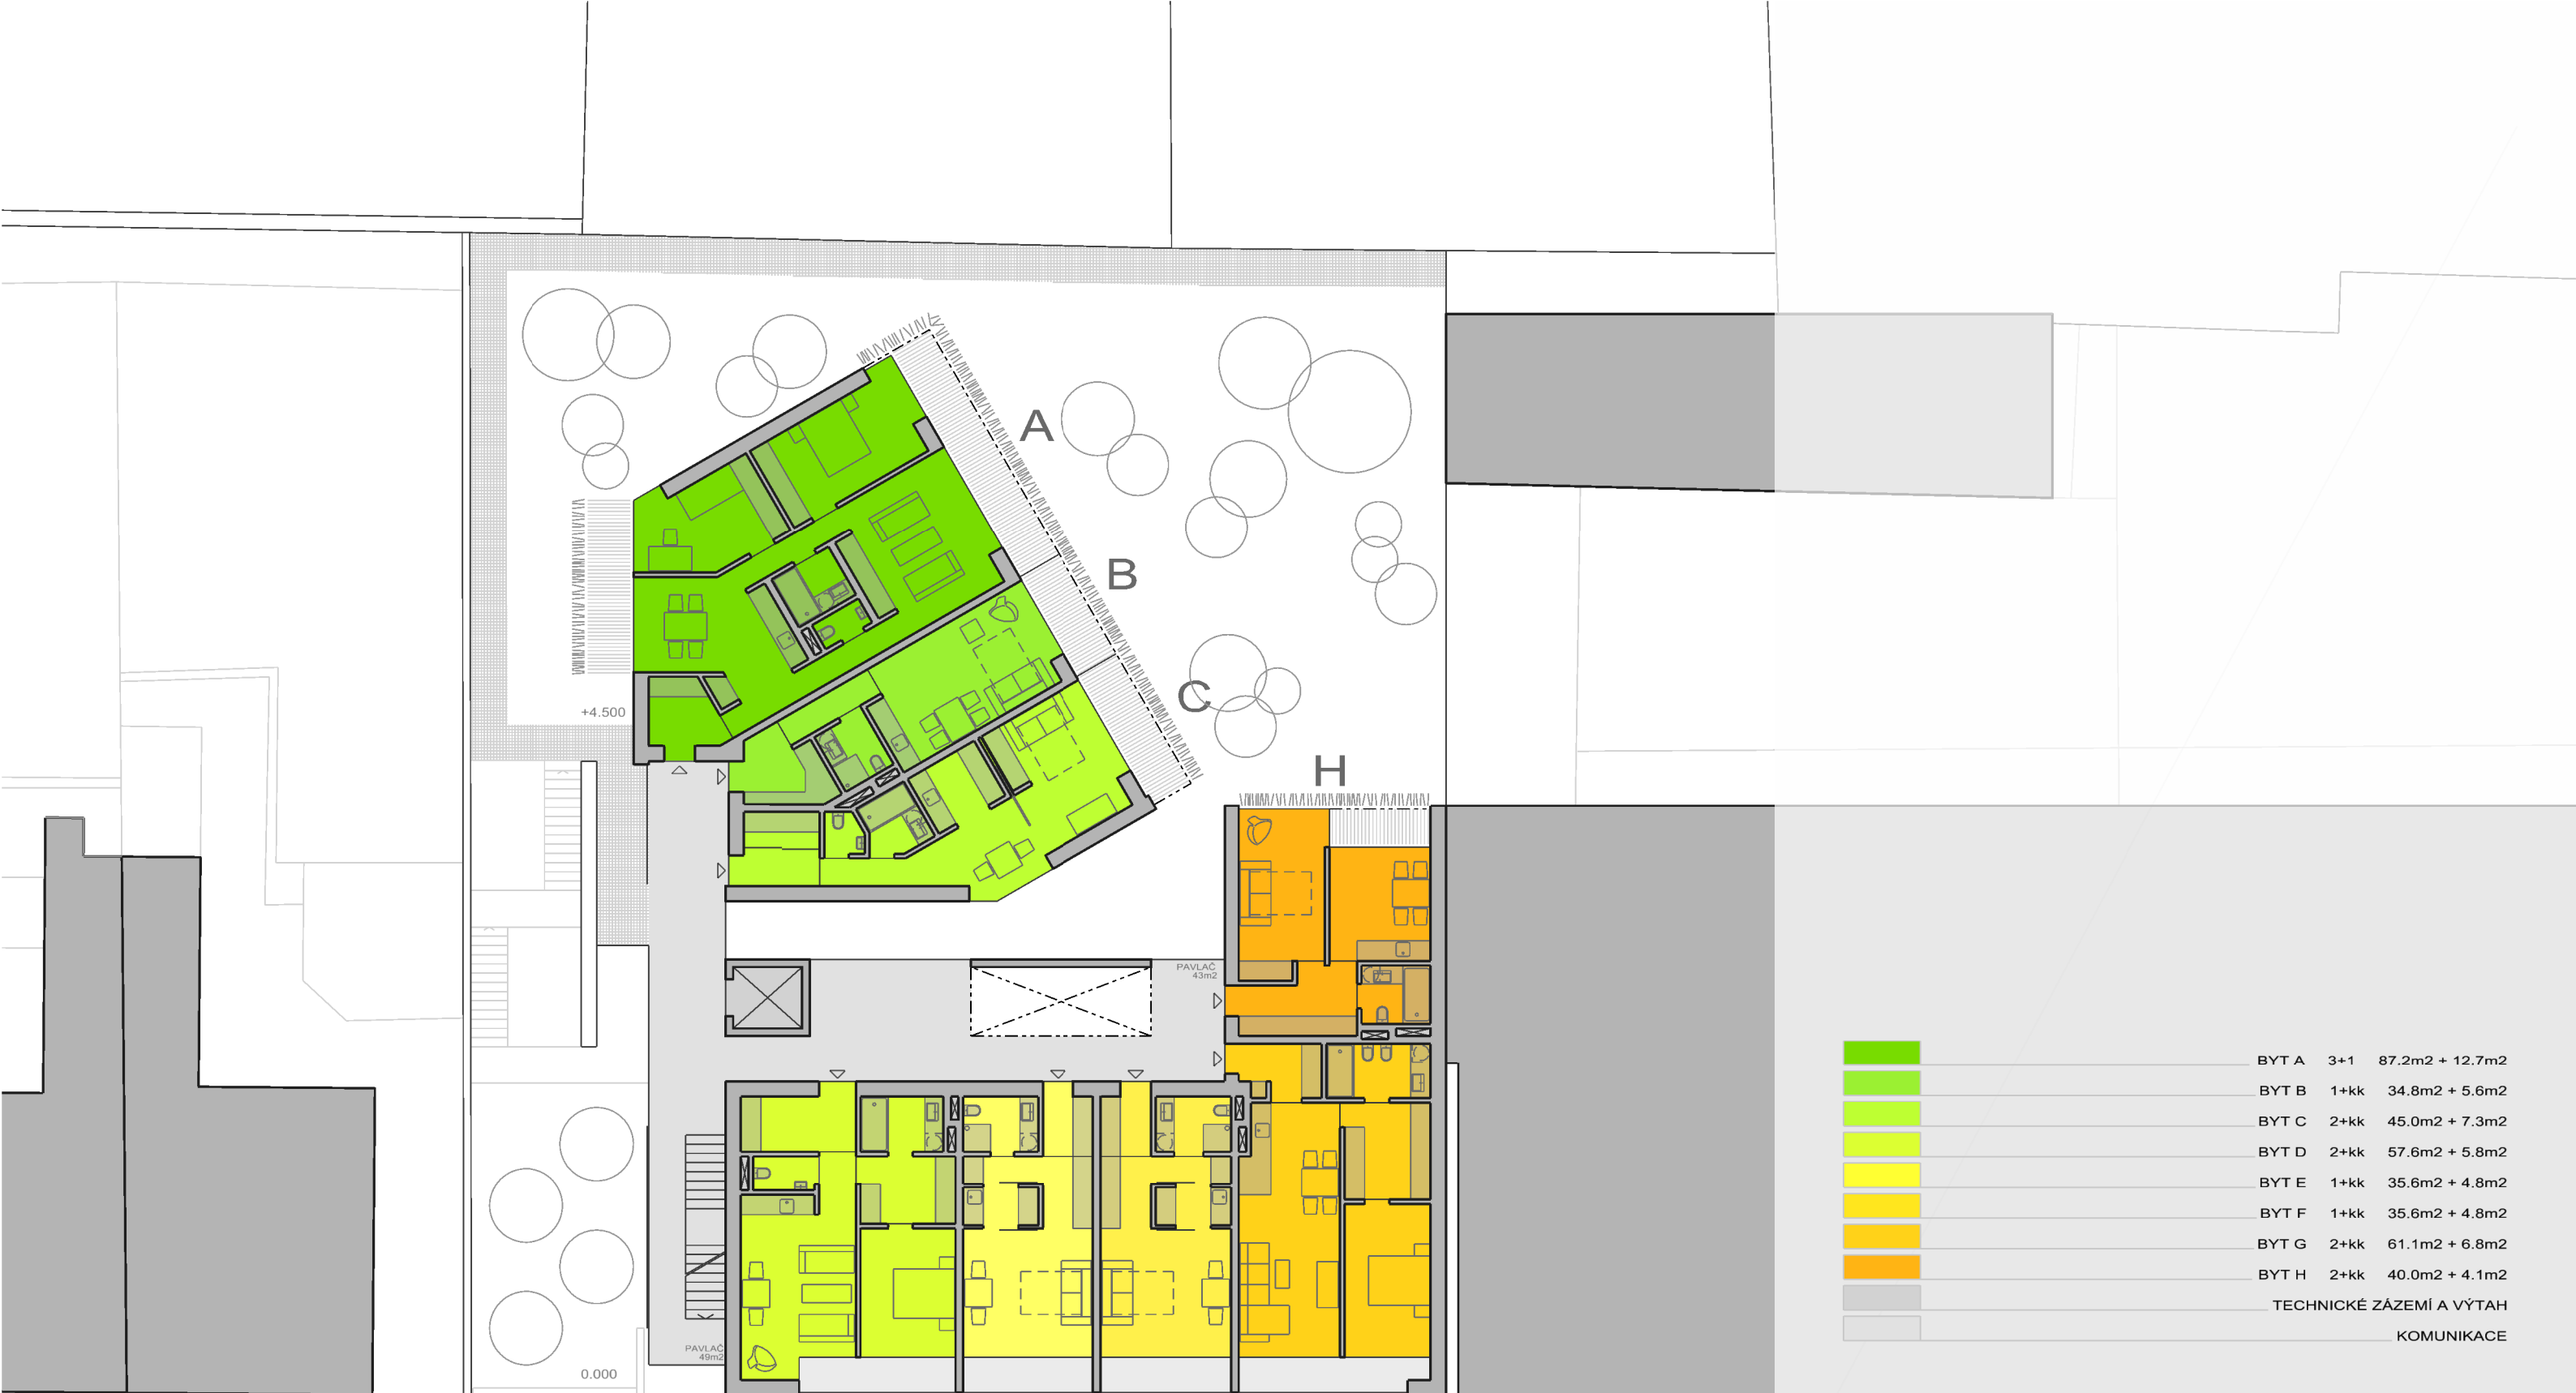 A
B
C
+4.500
H
PAVLAČ
43m2
PAVLAČ
49m2
0.000
BYT A 3+1 87.2m2 + 12.7m2
BYT B 1+kk 34.8m2 + 5.6m2
BYT C 2+kk 45.0m2 + 7.3m2
BYT D 2+kk 57.6m2 + 5.8m2
BYT E 1+kk 35.6m2 + 4.8m2
BYT F 1+kk 35.6m2 + 4.8m2
BYT G 2+kk 61.1m2 + 6.8m2
BYT H 2+kk 40.0m2 + 4.1m2
TECHNICKÉ ZÁZEMÍ A VÝTAH
KOMUNIKACE